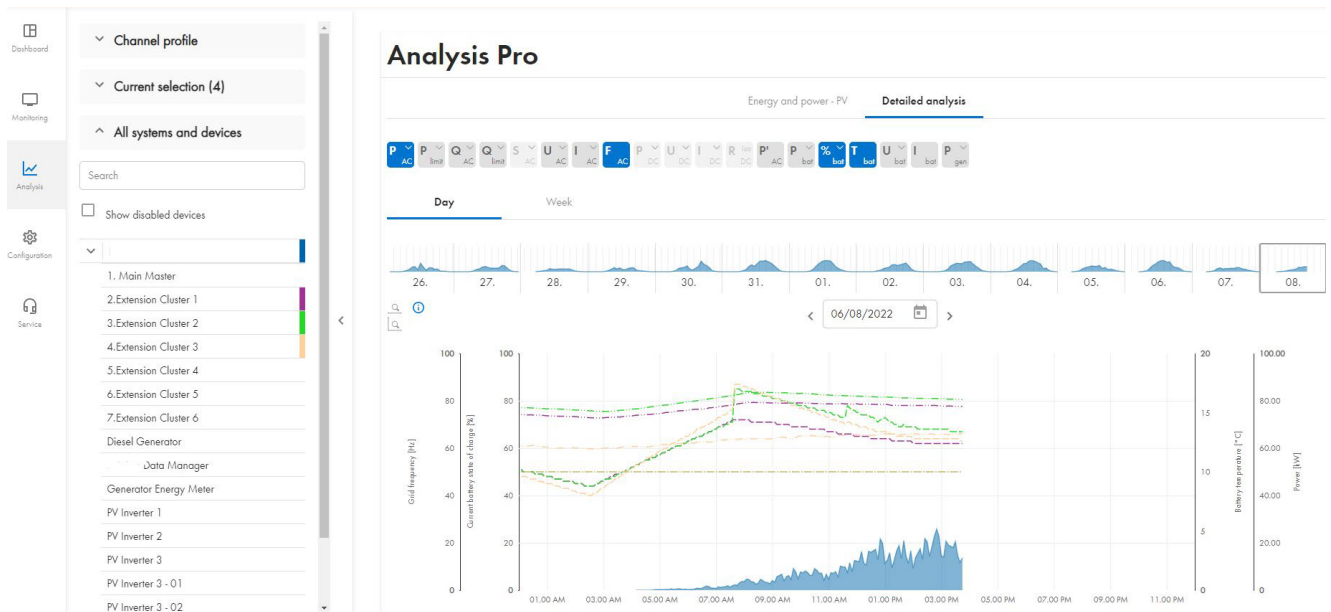 Dashboard
Monitoring
Analysis
Configuration
Service
Channel profile
Current selection (4)
All systems and devices
Search
Show disabled devices
1. Main Master
2.Extension Cluster 1
3.Extension Cluster 2
4.Extension Cluster 3
5.Extension Cluster 4
6.Extension Cluster 5
7.Extension Cluster 6
Diesel Generator
Data Manager
Generator Energy Meter
PV Inverter 1
PV Inverter 2
PV Inverter 3
PV Inverter 3 - 01
PV Inverter 3 - 02
Analysis Pro
Energy and power - PV Detailed analysis
P AC P limit Q AC Q limit S AC U AC I AC F AC P DC U DC I DC R iso DC P' AC P bat % bat T bat U bat I bat P gen
Day Week
26. 27. 28. 29. 30. 31. 01. 02. 03. 04. 05. 06. 07. 08.
06/08/2022
Grid frequency [Hz]
100
80
60
40
20
0
Current battery state of charge [%]
100
80
60
40
20
0
20
15
10
5
0
Battery temperature [°C]
100.00
80.00
60.00
40.00
20.00
0
Power [kW]
01:00 AM 03:00 AM 05:00 AM 07:00 AM 09:00 AM 11:00 AM 01:00 PM 03:00 PM 05:00 PM 07:00 PM 09:00 PM 11:00 PM